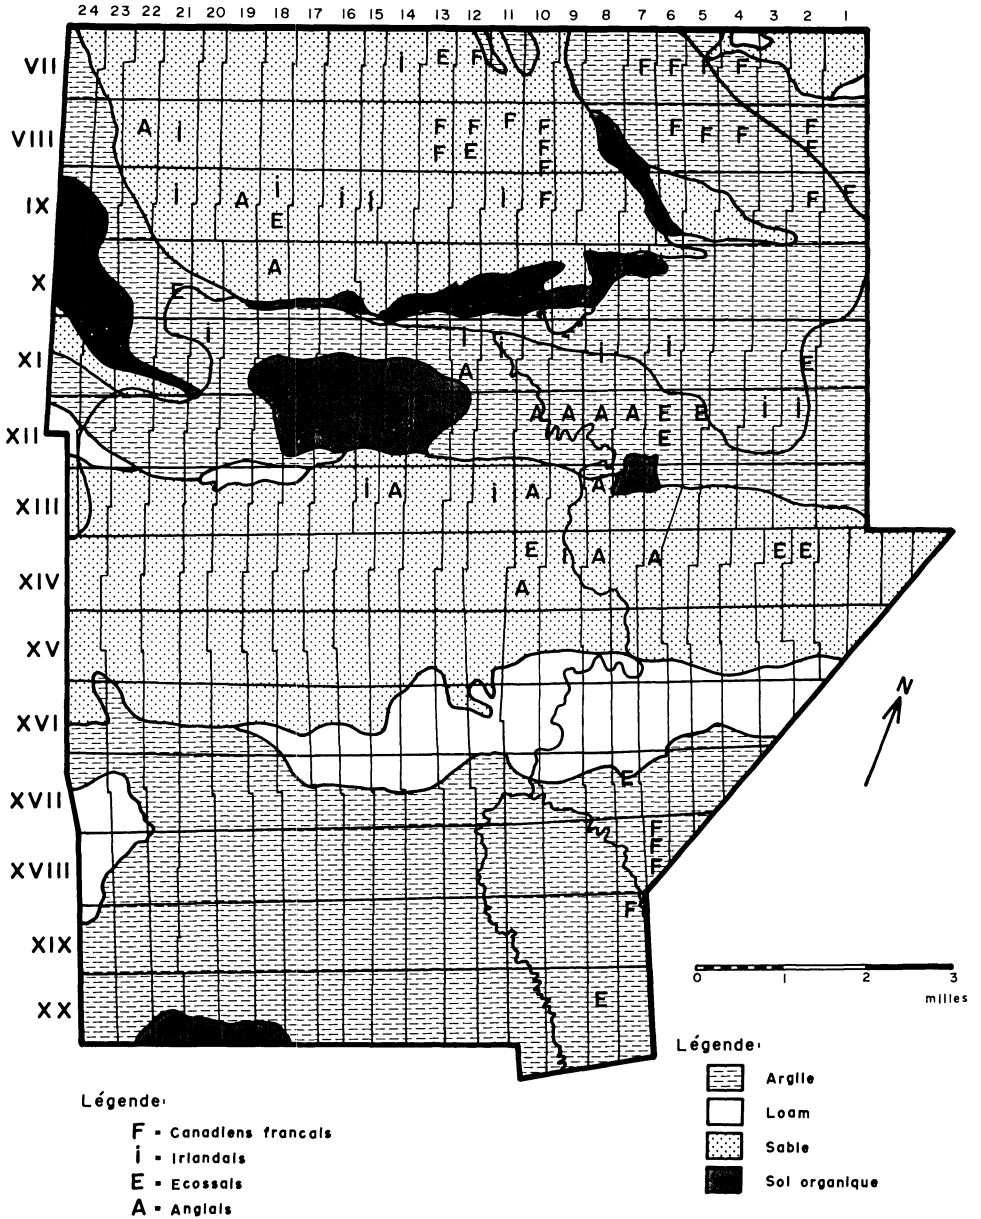 24 23 22 21 20 19 18 17 16 15 14 13 12 11 10 9 8 7 6 5 4 3 2 1
VII i E F F F F F
VIII A i F F F F F F F F
F E F F
F
IX i A i i i i F F F
E
X A
F
XI i i i i i
A E
XII A A A A E E i i
E
XIII i A i A A
XIV E i A A E E
A
XV
XVI
N
XVII E
F
F
XVIII F
F
XIX
0 1 2 3
milles
XX E
Légende:
Argile
Loam
Sable
Sol organique
Légende:
F - Canadiens francais
i - Irlandais
E - Ecossais
A - Anglais